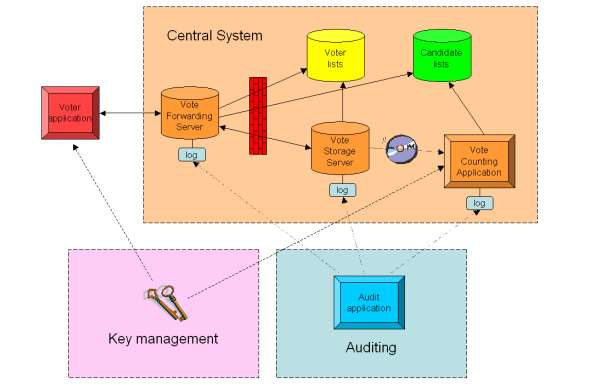 Central System
Voter
lists
Candidate
lists
Voter
application
Vote
Forwarding
Server
log
Vote
Storage
Server
log
Vote
Counting
Application
log
Key management
Audit
application
Auditing